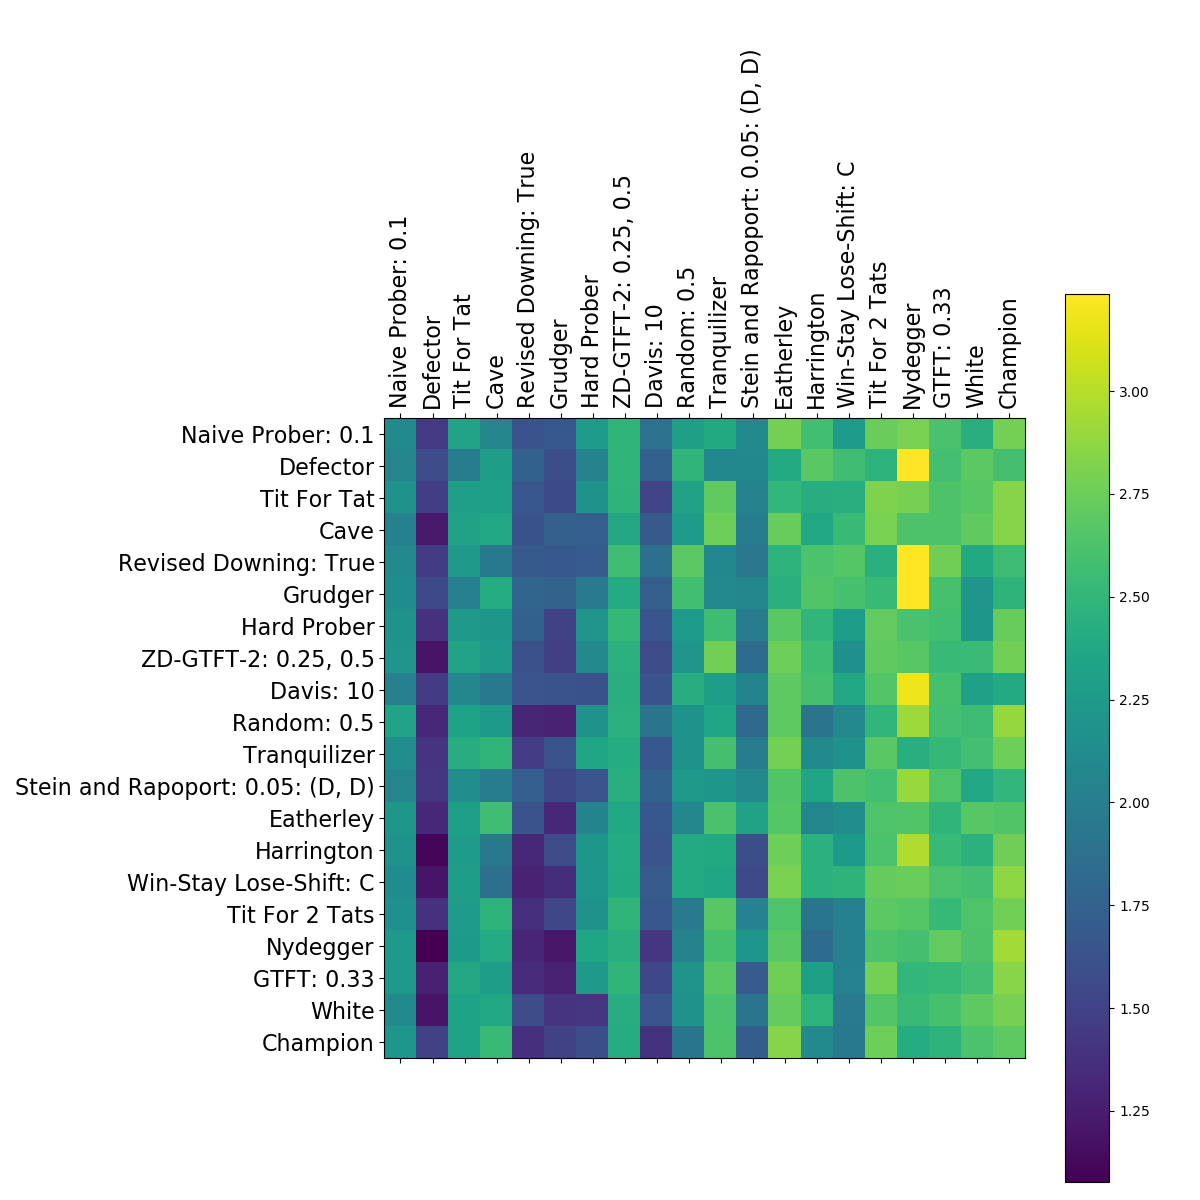 Naive Prober: 0.1
Defector
Tit For Tat
Cave
Revised Downing: True
Grudger
Hard Prober
ZD-GTFT-2: 0.25, 0.5
Davis: 10
Random: 0.5
Tranquilizer
Stein and Rapoport: 0.05: (D, D)
Eatherley
Harrington
Win-Stay Lose-Shift: C
Tit For 2 Tats
Nydegger
GTFT: 0.33
White
Champion
Naive Prober: 0.1
Defector
Tit For Tat
Cave
Revised Downing: True
Grudger
Hard Prober
ZD-GTFT-2: 0.25, 0.5
Davis: 10
Random: 0.5
Tranquilizer
Stein and Rapoport: 0.05: (D, D)
Eatherley
Harrington
Win-Stay Lose-Shift: C
Tit For 2 Tats
Nydegger
GTFT: 0.33
White
Champion
3.00
2.75
2.50
2.25
2.00
1.75
1.50
1.25